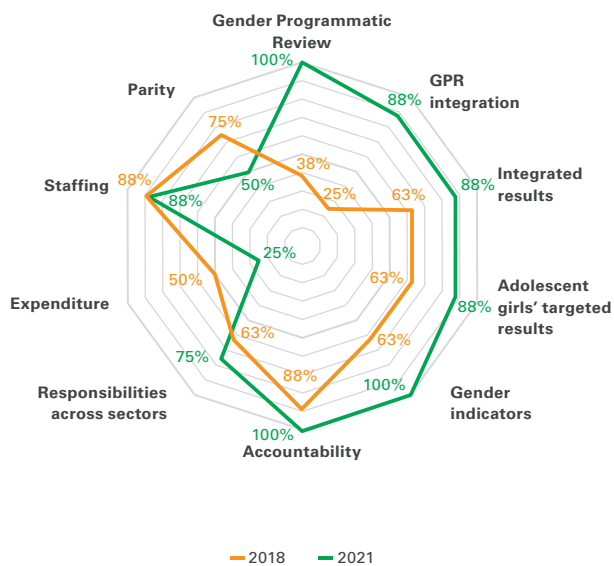 Gender Programmatic
Review
100%
GPR
integration
88%
Parity
75%
38%
25%
63%
Integrated
results
88%
Staffing
88%
88%
50%
25%
63%
Adolescent
girls’ targeted
results
88%
Expenditure
50%
63%
63%
75%
88%
100%
Responsibilities
across sectors
Gender
indicators
100%
Accountability
2018
2021